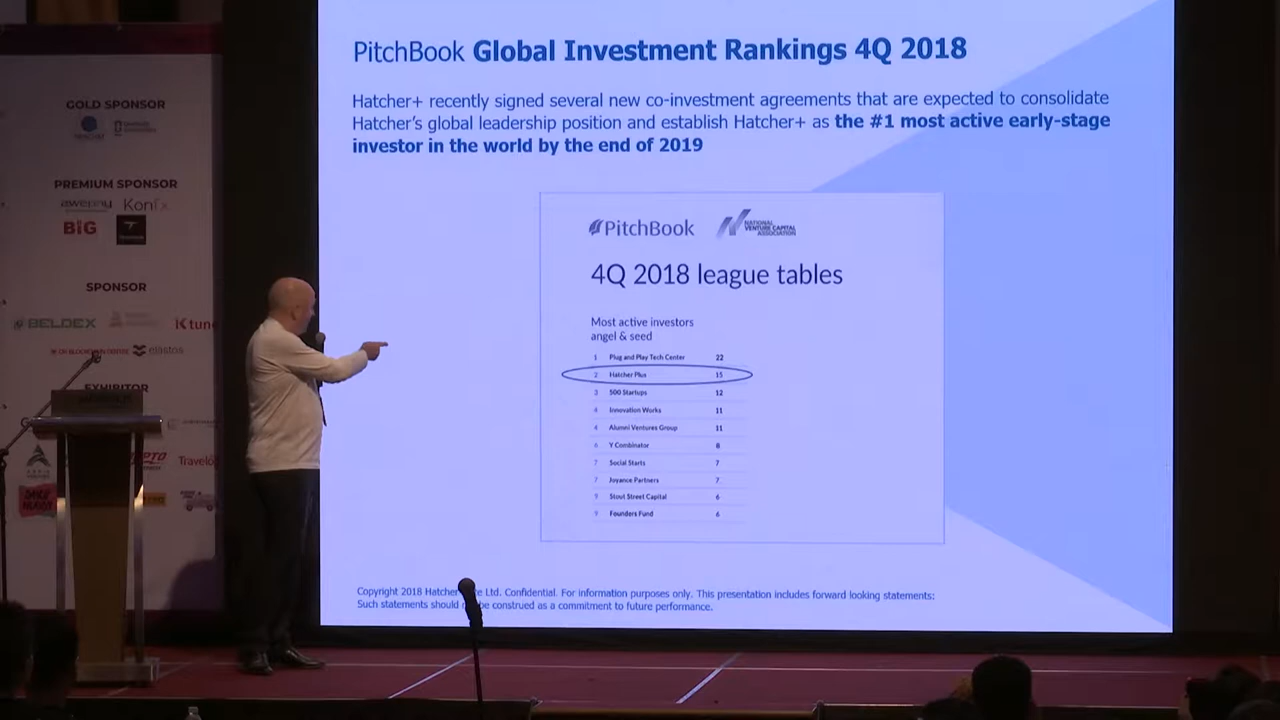 GOLD SPONSOR
PREMIUM SPONSOR
Konfx
BIG
SPONSOR
BELDEX
Ktune
elastos
EXHIBITOR
PitchBook Global Investment Rankings 4Q 2018
Hatcher+ recently signed several new co-investment agreements that are expected to consolidate
Hatcher's global leadership position and establish Hatcher+ as the #1 most active early-stage
investor in the world by the end of 2019
PitchBook
NATIONAL
VENTURE CAPITAL
ASSOCIATION
4Q 2018 league tables
Most active investors
angel & seed
1 Plug and Play Tech Center 22
2 Hatcher Plus 15
3 500 Startups 12
4 Innovation Works 11
4 Alumni Ventures Group 11
6 Y Combinator 8
7 Social Starts 7
7 Joyance Partners 7
9 Stout Street Capital 6
9 Founders Fund 6
Copyright 2018 Hatcher Ltd. Confidential. For information purposes only. This presentation includes forward looking statements:
Such statements should be construed as a commitment to future performance.